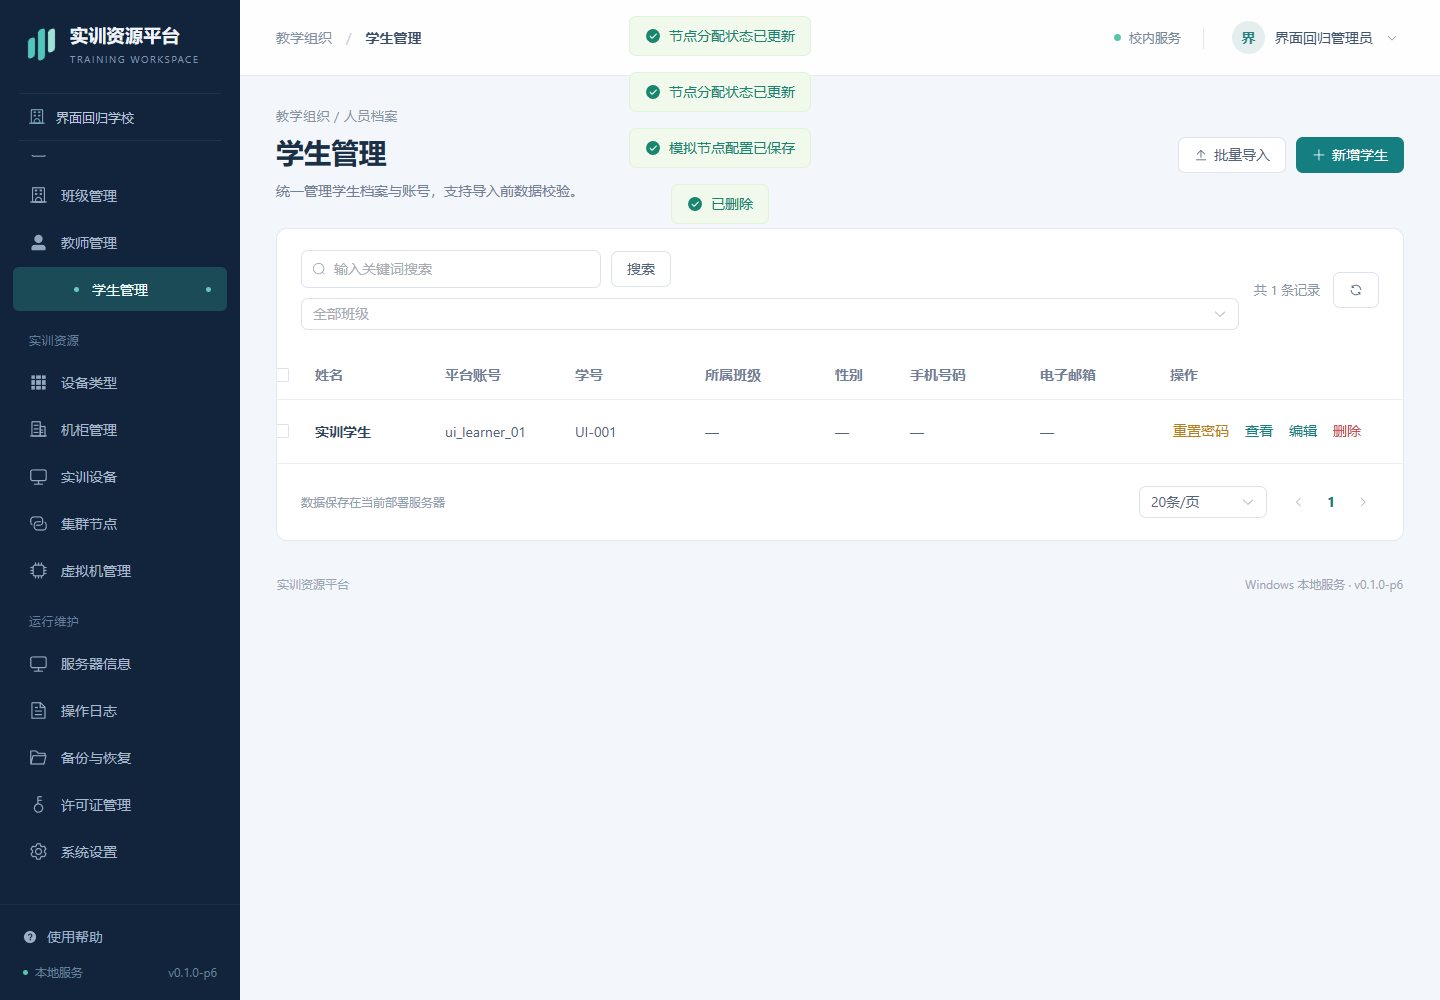 实训资源平台
TRAINING WORKSPACE
界面回归学校
班级管理
教师管理
学生管理
实训资源
设备类型
机柜管理
实训设备
集群节点
虚拟机管理
运行维护
服务器信息
操作日志
备份与恢复
许可证管理
系统设置
使用帮助
本地服务 v0.1.0-p6
教学组织 / 学生管理
节点分配状态已更新
节点分配状态已更新
模拟节点配置已保存
已删除
校内服务
界 界面回归管理员
教学组织 / 人员档案
学生管理
统一管理学生档案与账号，支持导入前数据校验。
批量导入 新增学生
输入关键词搜索 搜索
全部班级
共 1 条记录
姓名 平台账号 学号 所属班级 性别 手机号码 电子邮箱 操作
实训学生 ui_learner_01 UI-001 — — — — 重置密码 查看 编辑 删除
数据保存在当前部署服务器
20条/页 1
实训资源平台
Windows 本地服务 · v0.1.0-p6